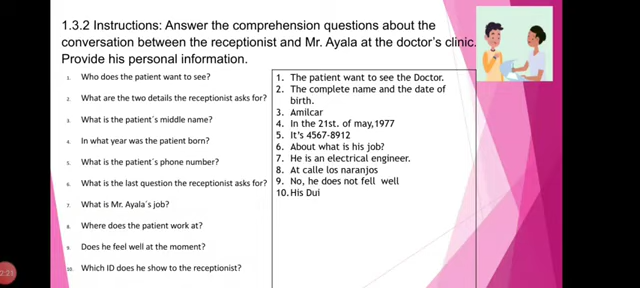 1.3.2 Instructions: Answer the comprehension questions about the
conversation between the receptionist and Mr. Ayala at the doctor's clinic.
Provide his personal information.
1. Who does the patient want to see?
2. What are the two details the receptionist asks for?
3. What is the patient´s middle name?
4. In what year was the patient born?
5. What is the patient´s phone number?
6. What is the last question the receptionist asks for?
7. What is Mr. Ayala´s job?
8. Where does the patient work at?
9. Does he feel well at the moment?
10. Which ID does he show to the receptionist?
1. The patient want to see the Doctor.
2. The complete name and the date of
birth.
3. Amilcar
4. In the 21st. of may,1977
5. It's 4567-8912
6. About what is his job?
7. He is an electrical engineer.
8. At calle los naranjos
9. No, he does not fell well
10. His Dui
2:21